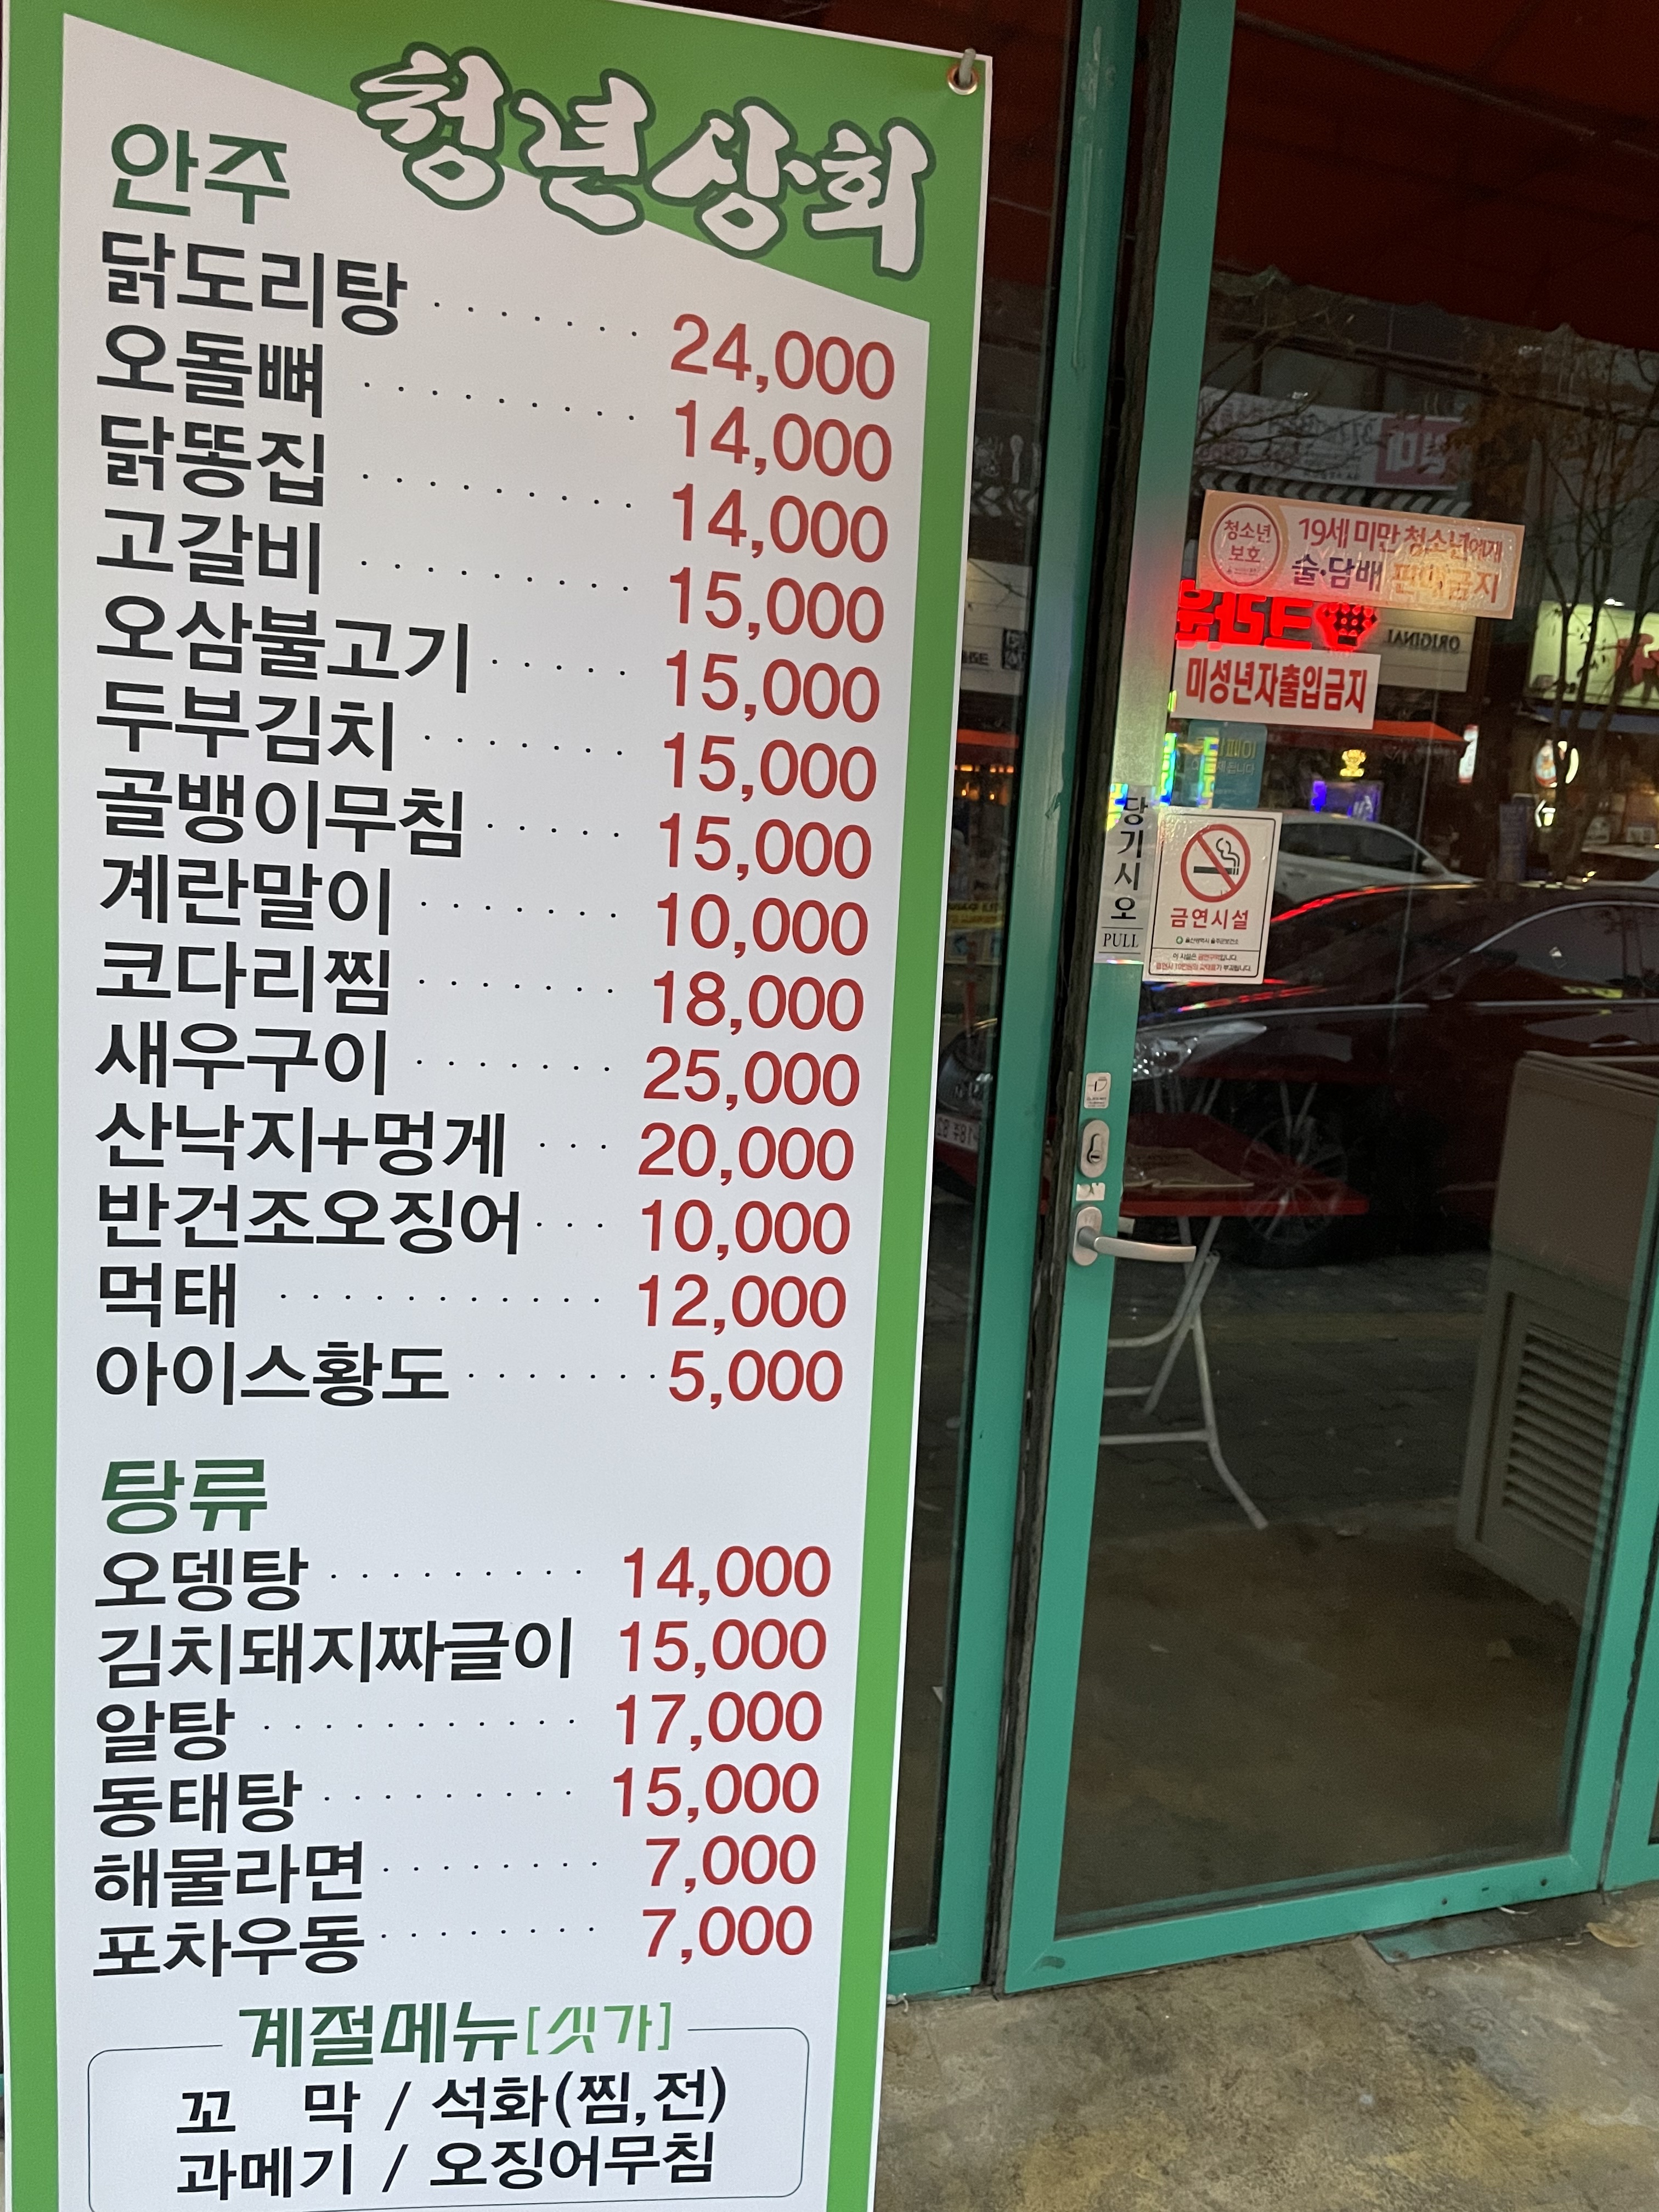 청년상회
안주
닭도리탕 ······· 24,000
오돌뼈 ········ 14,000
닭똥집 ········ 14,000
고갈비 ········ 15,000
오삼불고기 ····· 15,000
두부김치 ······· 15,000
골뱅이무침 ····· 15,000
계란말이 ······· 10,000
코다리찜 ······· 18,000
새우구이 ······· 25,000
산낙지+멍게 ··· 20,000
반건조오징어 ··· 10,000
먹태 ··········· 12,000
아이스황도 ······· 5,000
탕류
오뎅탕 ········· 14,000
김치돼지짜글이 15,000
알탕 ··········· 17,000
동태탕 ········· 15,000
해물라면 ········ 7,000
포차우동 ········ 7,000
계절메뉴[싯가]
꼬 막 / 석화(찜,전)
과메기 / 오징어무침
청소년
보호
19세 미만 청소년에게
술·담배 판매금지
미성년자출입금지
당기시오
PULL
금연시설
ORIGINAL